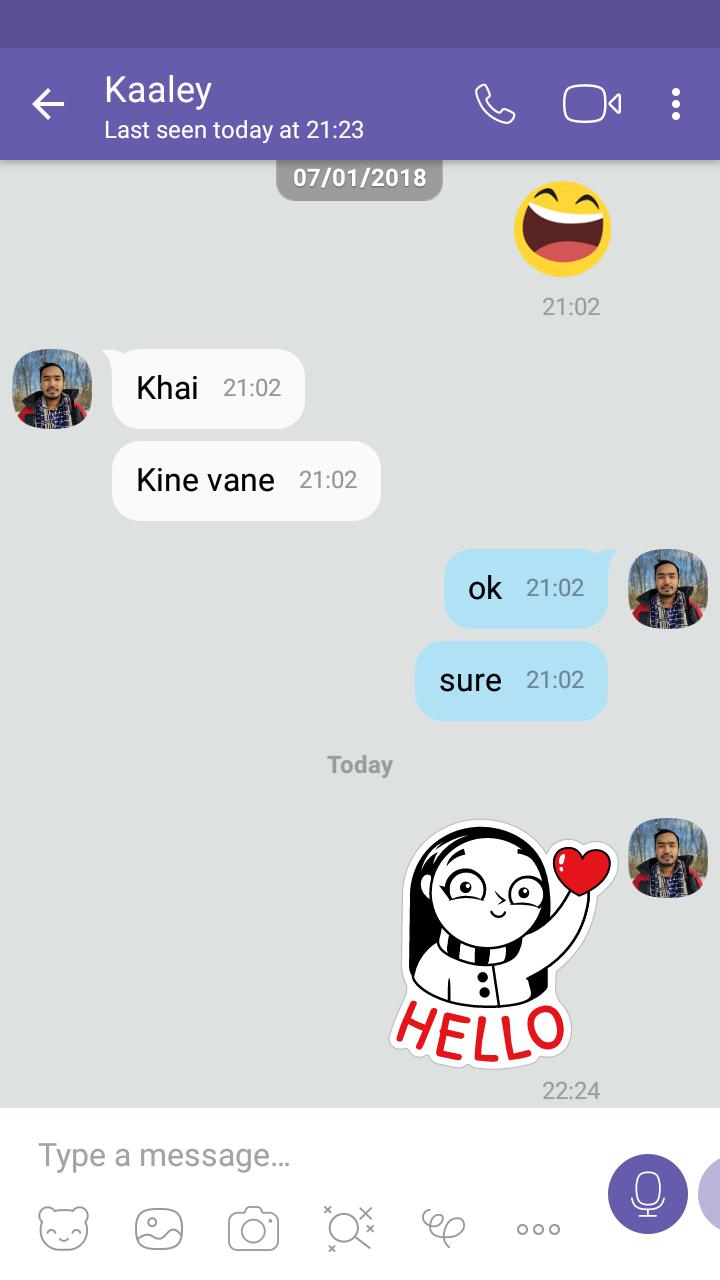 Kaaley
Last seen today at 21:23
07/01/2018
21:02
Khai 21:02
Kine vane 21:02
ok 21:02
sure 21:02
Today
HELLO
22:24
Type a message...